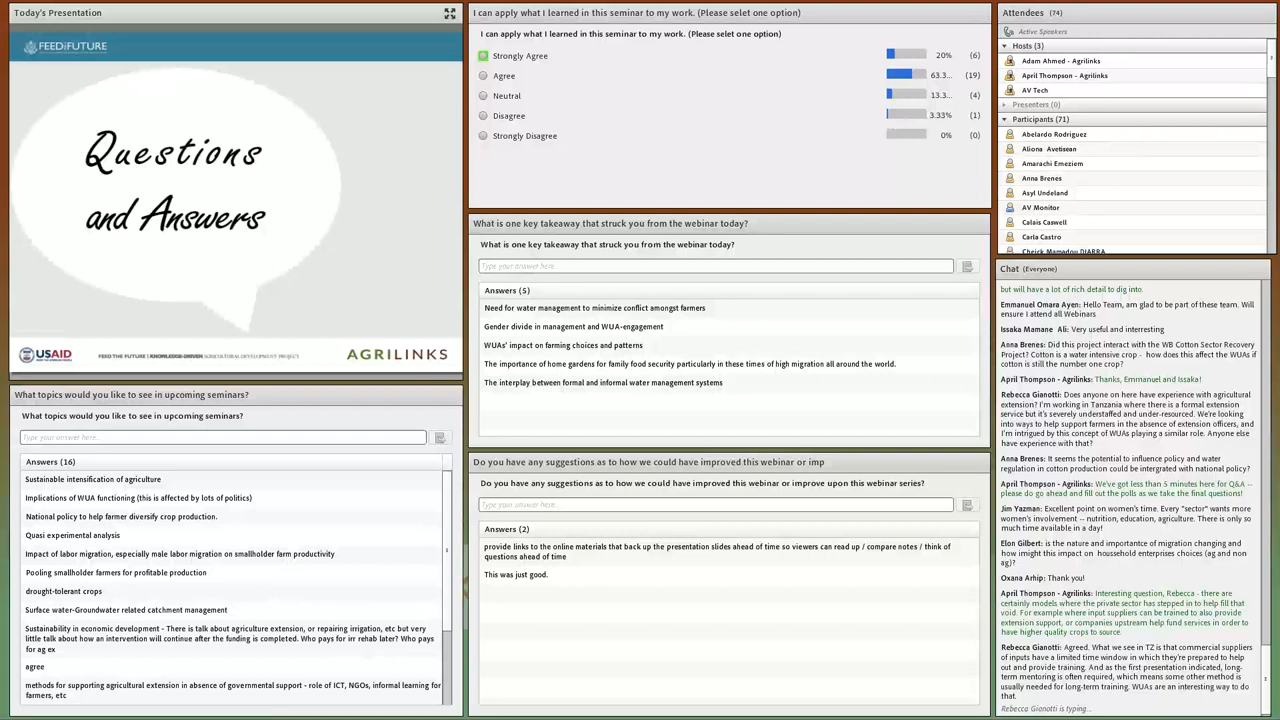 Today's Presentation
FEED FUTURE
Questions
and Answers
USAID
FEED THE FUTURE | KNOWLEDGE-DRIVEN AGRICULTURAL DEVELOPMENT PROJECT
AGRILINKS
What topics would you like to see in upcoming seminars?
What topics would you like to see in upcoming seminars?
Type your answer here...
Answers (16)
Sustainable intensification of agriculture
Implications of WUA functioning (this is affected by lots of politics)
National policy to help farmer diversify crop production.
Quasi experimental analysis
Impact of labor migration, especially male labor migration on smallholder farm productivity
Pooling smallholder farmers for profitable production
drought-tolerant crops
Surface water-Groundwater related catchment management
Sustainability in economic development - There is talk about agriculture extension, or repairing irrigation, etc but very
little talk about how an intervention will continue after the funding is completed. Who pays for irr rehab later? Who pays
for ag ex
agree
methods for supporting agricultural extension in absence of governmental support - role of ICT, NGOs, informal learning for
farmers, etc
I can apply what I learned in this seminar to my work. (Please selet one option)
I can apply what I learned in this seminar to my work. (Please selet one option)
Strongly Agree 20% (6)
Agree 63.3... (19)
Neutral 13.3... (4)
Disagree 3.33% (1)
Strongly Disagree 0% (0)
What is one key takeaway that struck you from the webinar today?
What is one key takeaway that struck you from the webinar today?
Type your answer here...
Answers (5)
Need for water management to minimize conflict amongst farmers
Gender divide in management and WUA-engagement
WUAs' impact on farming choices and patterns
The importance of home gardens for family food security particularly in these times of high migration all around the world.
The interplay between formal and informal water management systems
Do you have any suggestions as to how we could have improved this webinar or imp
Do you have any suggestions as to how we could have improved this webinar or improve upon this webinar series?
Type your answer here...
Answers (2)
provide links to the online materials that back up the presentation slides ahead of time so viewers can read up / compare notes / think of
questions ahead of time
This was just good.
Attendees (74)
Active Speakers
Hosts (3)
Adam Ahmed - Agrilinks
April Thompson - Agrilinks
AV Tech
Presenters (0)
Participants (71)
Abelardo Rodriguez
Aliona Avetisean
Amarachi Emeziem
Anna Brenes
Asyl Undeland
AV Monitor
Calais Caswell
Carla Castro
Cheick Mamadou DIARRA
Chat (Everyone)
but will have a lot of rich detail to dig into.
Emmanuel Omara Ayen: Hello Team, am glad to be part of these team. Will
ensure I attend all Webinars
Issaka Mamane Ali: Very useful and interresting
Anna Brenes: Did this project interact with the WB Cotton Sector Recovery
Project? Cotton is a water intensive crop - how does this affect the WUAs if
cotton is still the number one crop?
April Thompson - Agrilinks: Thanks, Emmanuel and Issaka!
Rebecca Gianotti: Does anyone on here have experience with agricultural
extension? I'm working in Tanzania where there is a formal extension
service but it's severely understaffed and under-resourced. We're looking
into ways to help support farmers in the absence of extension officers, and
I'm intrigued by this concept of WUAs playing a similar role. Anyone else
have experience with that?
Anna Brenes: It seems the potential to influence policy and water
regulation in cotton production could be intergrated with national policy?
April Thompson - Agrilinks: We've got less than 5 minutes here for Q&A --
please do go ahead and fill out the polls as we take the final questions!
Jim Yazman: Excellent point on women's time. Every "sector" wants more
women's involvement -- nutrition, education, agriculture. There is only so
much time available in a day!
Elon Gilbert: is the nature and importantce of migration changing and
how imight this impact on household enterprises choices (ag and non
ag)?
Oxana Arhip: Thank you!
April Thompson - Agrilinks: Interesting question, Rebecca - there are
certainly models where the private sector has stepped in to help fill that
void. For example where input suppliers can be trained to also provide
extension support, or companies upstream help fund services in order to
have higher quality crops to source.
Rebecca Gianotti: Agreed. What we see in TZ is that commercial suppliers
of inputs have a limited time window in which they're prepared to help
out and provide training. And as the first presentation indicated, long-
term mentoring is often required, which means some other method is
usually needed for long-term training. WUAs are an interesting way to do
that.
Rebecca Gianotti is typing...